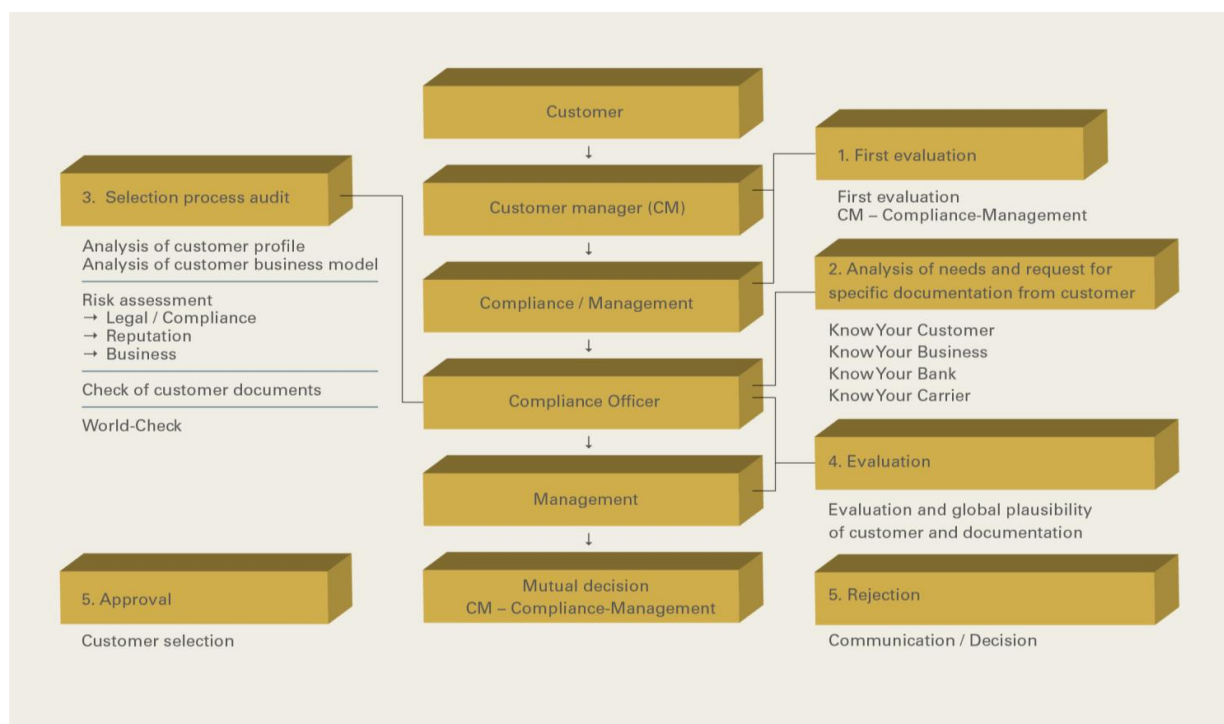 Customer
Customer manager (CM)
Compliance / Management
Compliance Officer
Management
Mutual decision
CM – Compliance-Management
1. First evaluation
First evaluation
CM – Compliance-Management
2. Analysis of needs and request for
specific documentation from customer
Know Your Customer
Know Your Business
Know Your Bank
Know Your Carrier
3. Selection process audit
Analysis of customer profile
Analysis of customer business model
Risk assessment
→ Legal / Compliance
→ Reputation
→ Business
Check of customer documents
World-Check
4. Evaluation
Evaluation and global plausibility
of customer and documentation
5. Approval
Customer selection
5. Rejection
Communication / Decision